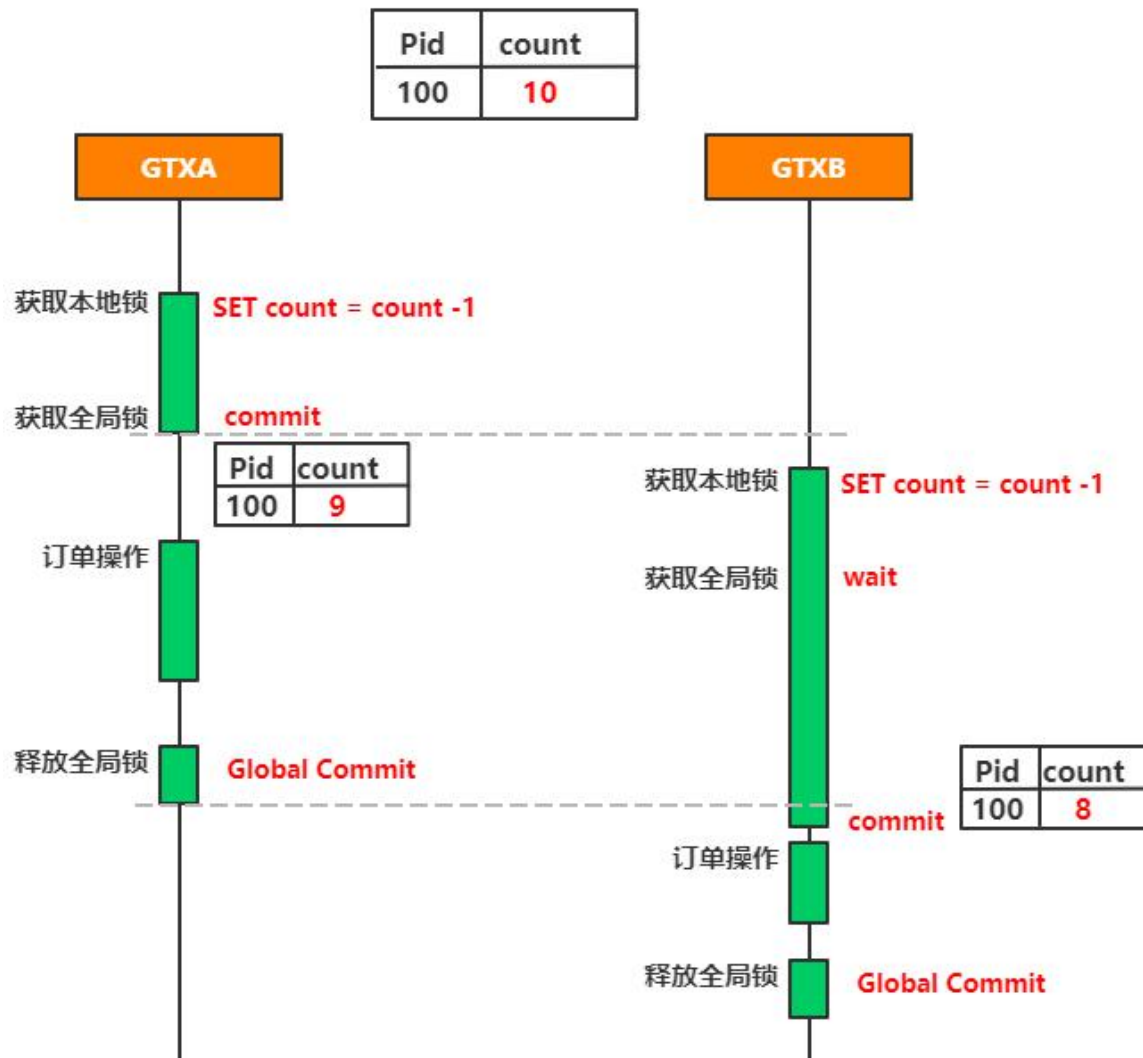 Pid count
100 10
GTXA GTXB
获取本地锁 SET count = count -1
获取全局锁 commit
Pid count
100 9
获取本地锁 SET count = count -1
订单操作
获取全局锁 wait
释放全局锁 Global Commit
Pid count
100 8
commit
订单操作
释放全局锁 Global Commit